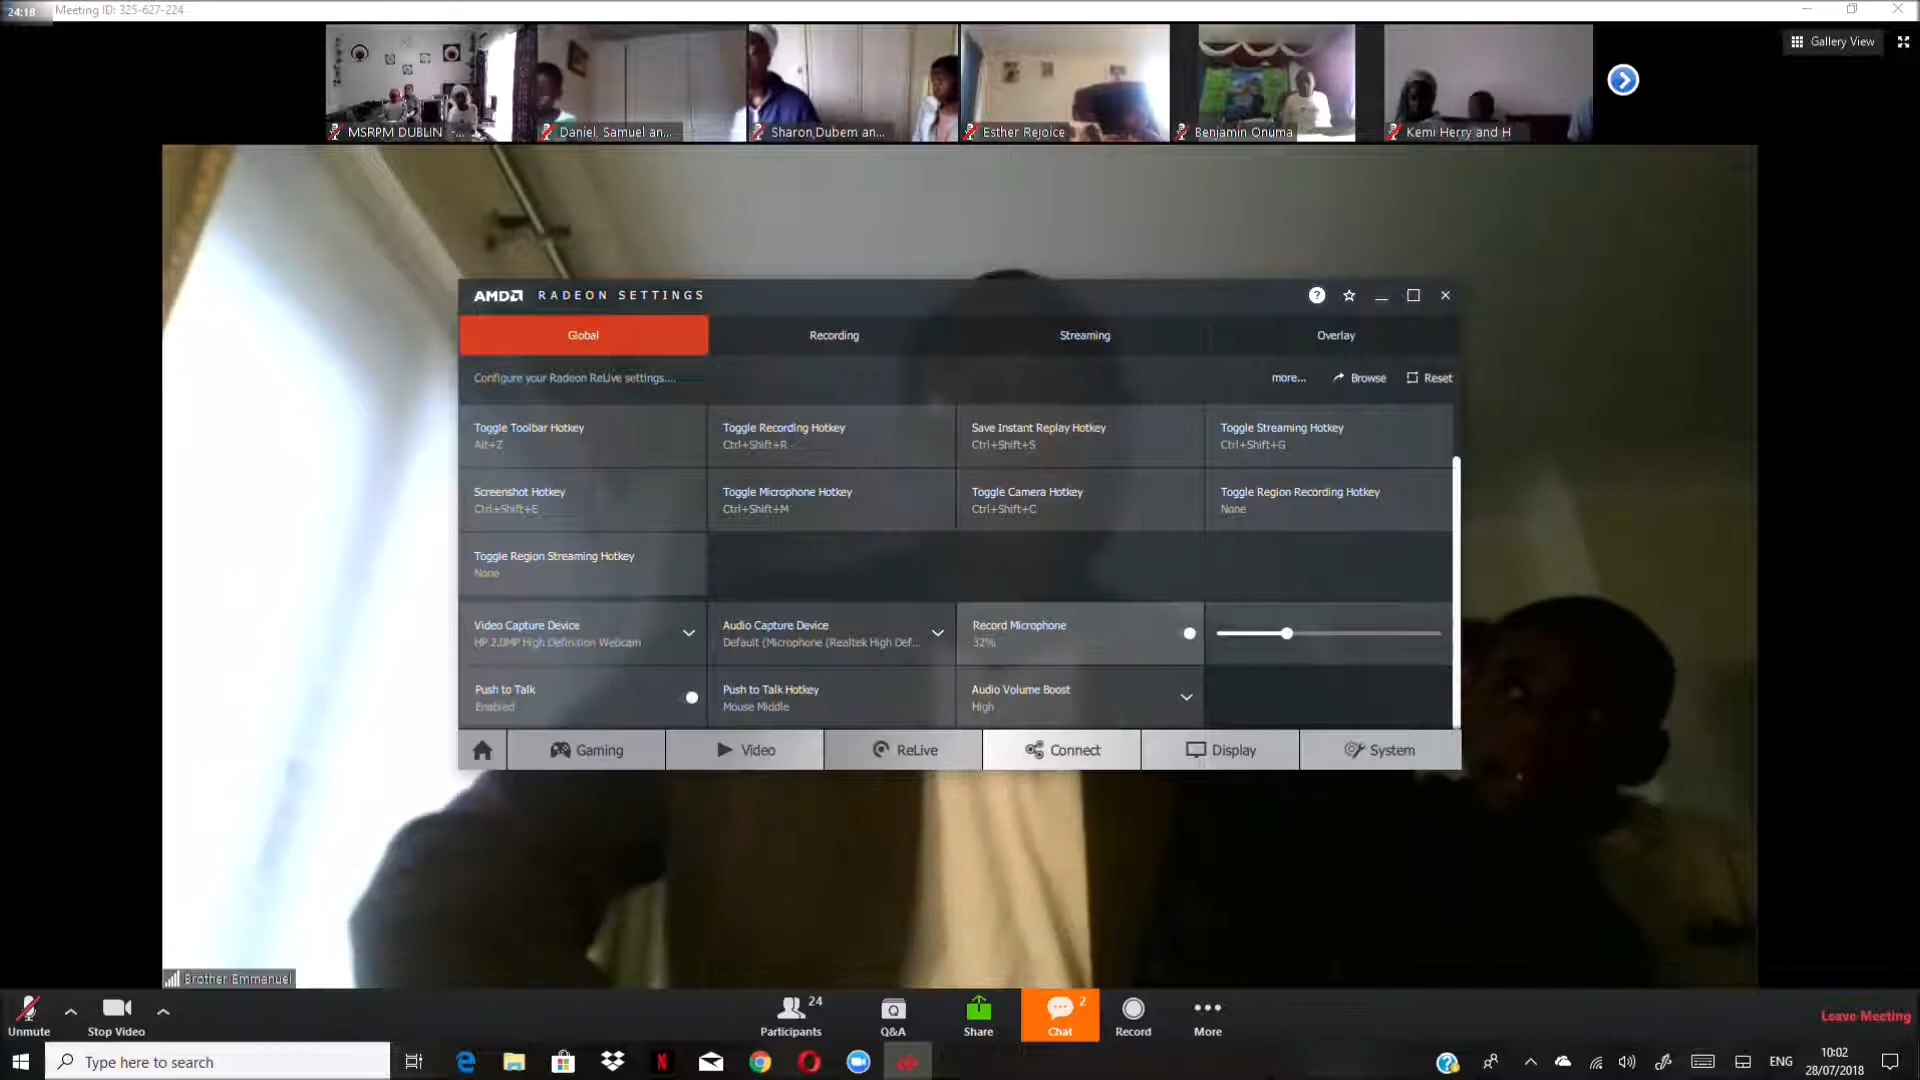 24:18
Meeting ID: 325-627-224
Gallery View
MSRPM DUBLIN - ...
Daniel, Samuel an...
Sharon,Dubem an...
Esther Rejoice
Benjamin Onuma
Kemi Herry and H
AMD RADEON SETTINGS
Global
Recording
Streaming
Overlay
Configure your Radeon ReLive settings....
more...
Browse
Reset
Toggle Toolbar Hotkey
Alt+Z
Toggle Recording Hotkey
Ctrl+Shift+R
Save Instant Replay Hotkey
Ctrl+Shift+S
Toggle Streaming Hotkey
Ctrl+Shift+G
Screenshot Hotkey
Ctrl+Shift+E
Toggle Microphone Hotkey
Ctrl+Shift+M
Toggle Camera Hotkey
Ctrl+Shift+C
Toggle Region Recording Hotkey
None
Toggle Region Streaming Hotkey
None
Video Capture Device
HP 2.0MP High Definition Webcam
Audio Capture Device
Default (Microphone (Realtek High Def...
Record Microphone
32%
Push to Talk
Enabled
Push to Talk Hotkey
Mouse Middle
Audio Volume Boost
High
Gaming
Video
ReLive
Connect
Display
System
Brother Emmanuel
Unmute
Stop Video
24
Participants
Q&A
Share
2
Chat
Record
More
Leave Meeting
Type here to search
ENG
10:02
28/07/2018